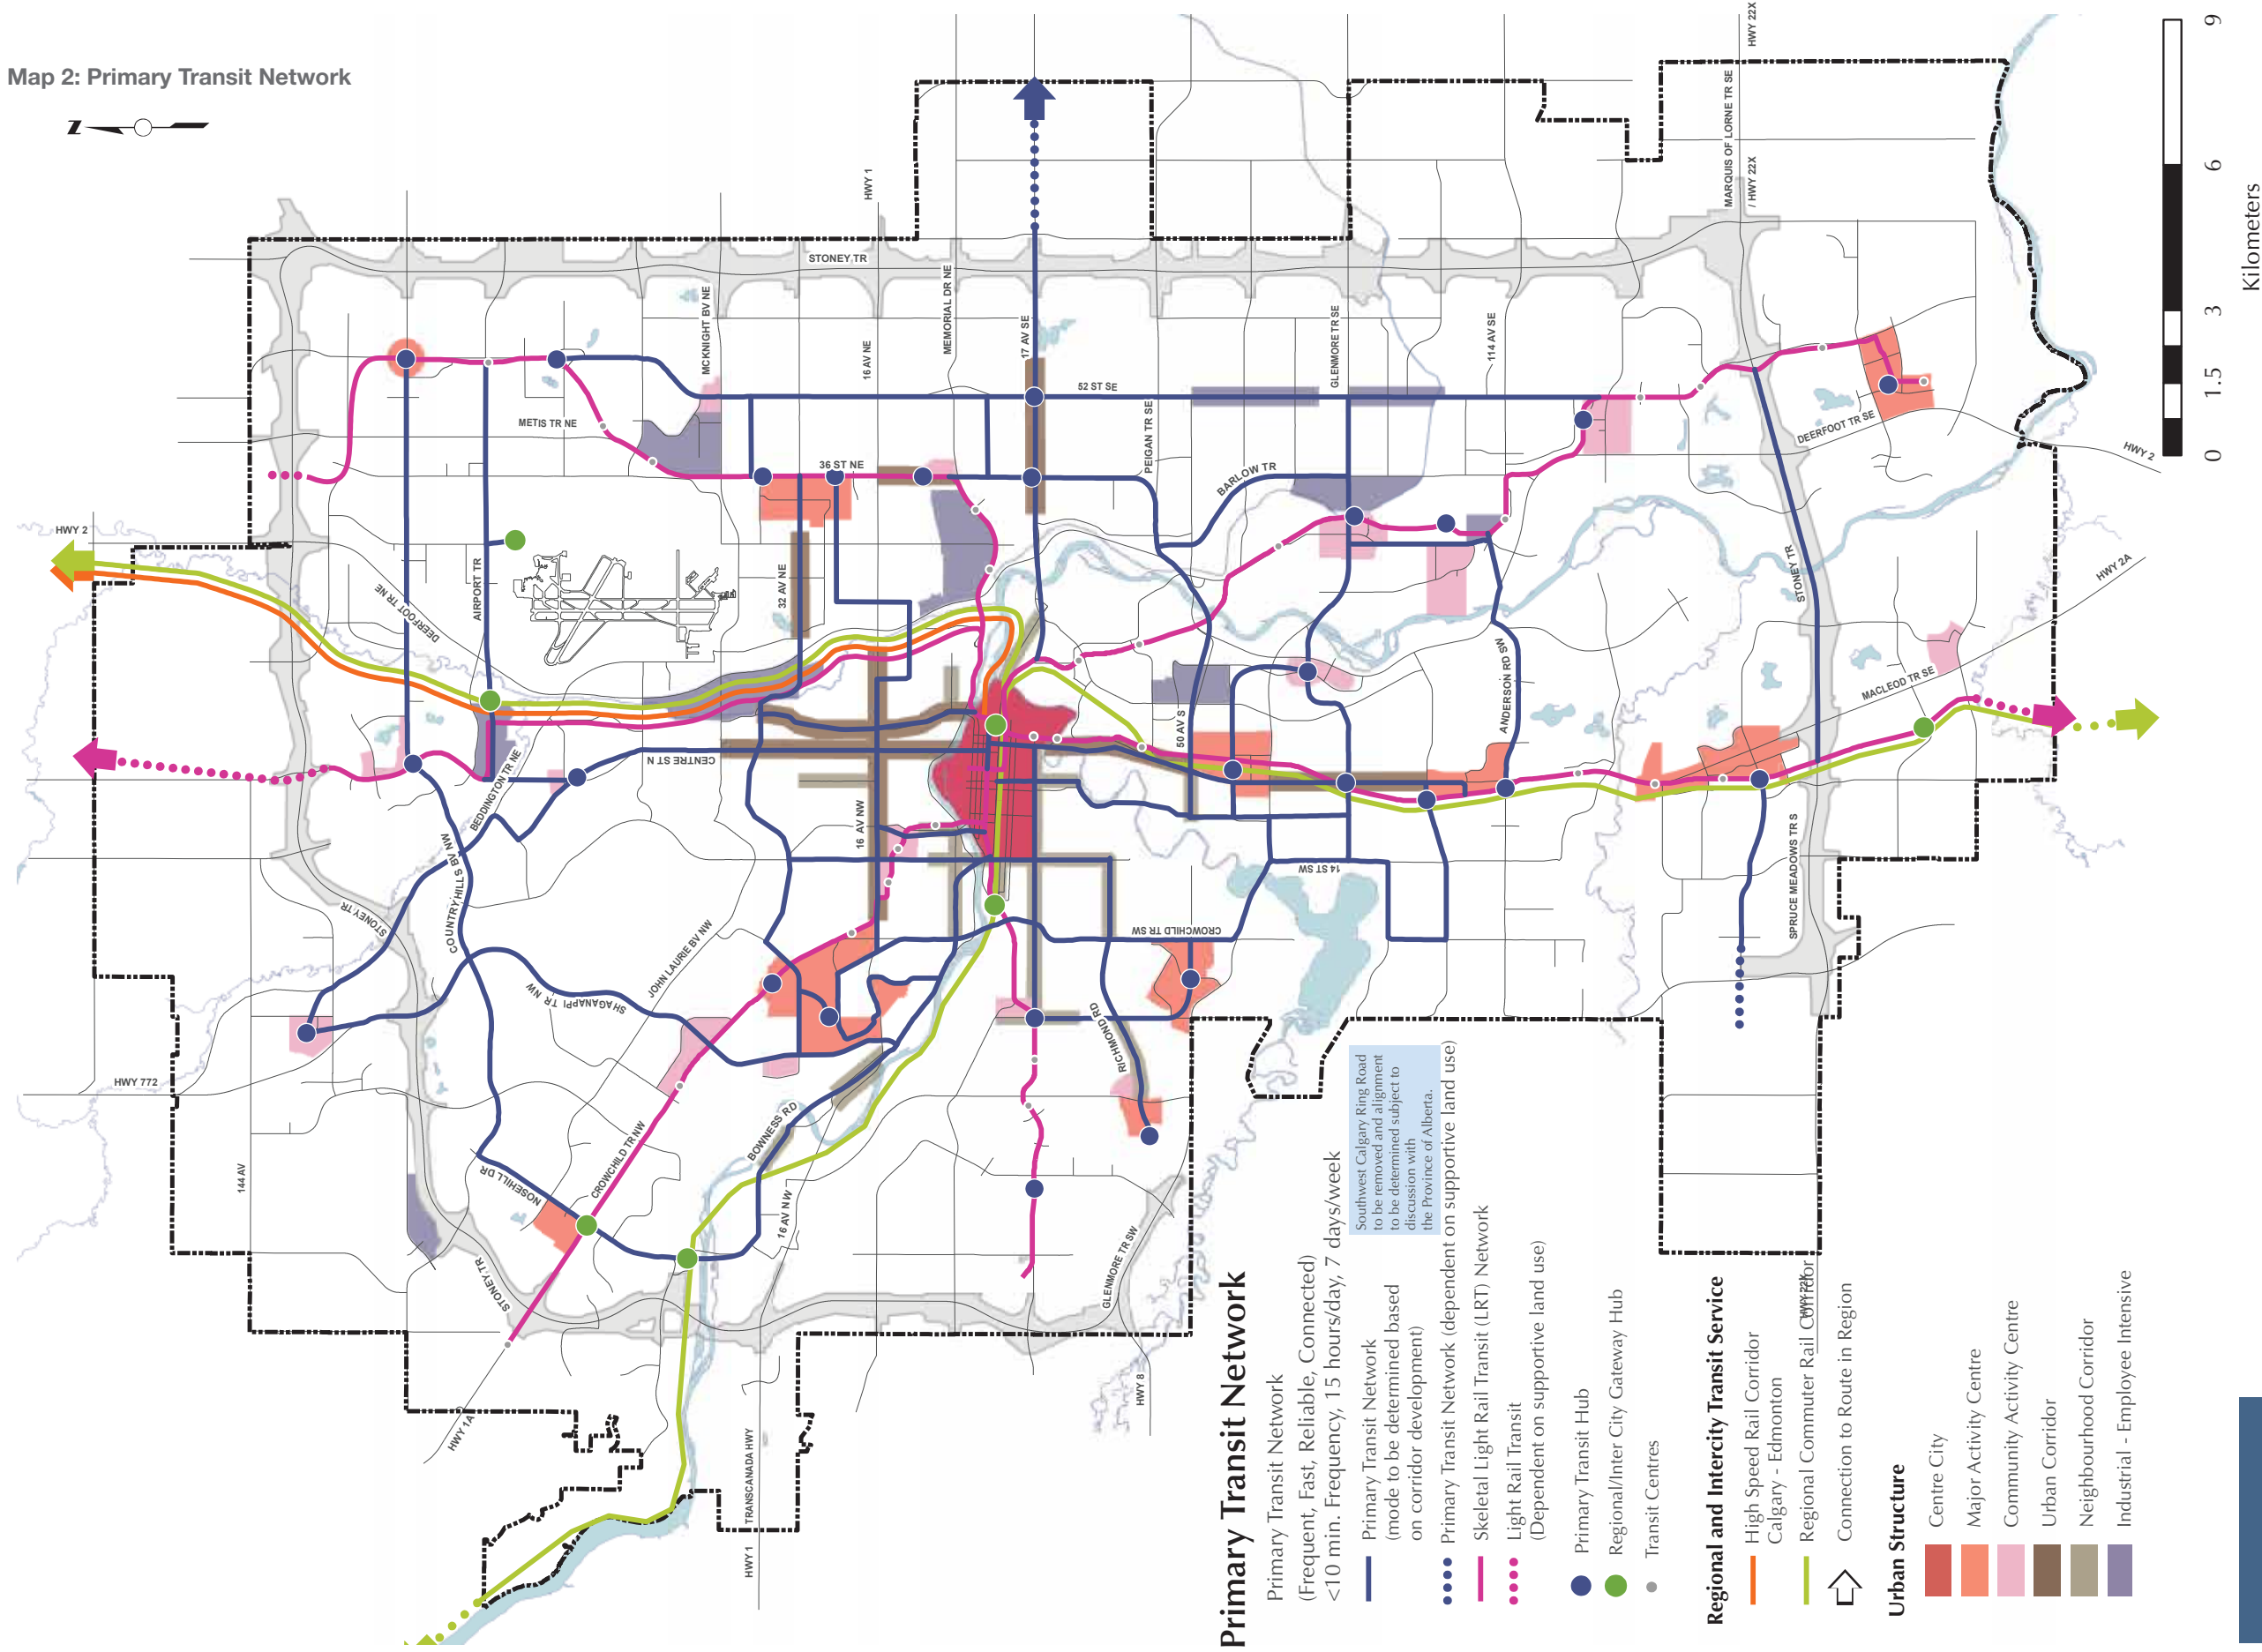 Map 2: Primary Transit Network
N
HWY 2
HWY 772
144 AV
STONEY TR
STONEY TR
HWY 1A
HWY 1
TRANSCANADA HWY
HWY 8
GLENMORE TR SW
16 AV NW
BOWNESS RD
CROWCHILD TR NW
NOSEHILL DR
SHAGANAPPI TR NW
JOHN LAURIE BV NW
COUNTRY HILLS BV NW
BEDDINGTON TR NE
CENTRE ST N
16 AV NW
DEERFOOT TR NE
AIRPORT TR
32 AV NE
METIS TR NE
MCKNIGHT BV NE
36 ST NE
16 AV NE
HWY 1
STONEY TR
MEMORIAL DR NE
17 AV SE
52 ST SE
PEIGAN TR SE
BARLOW TR
GLENMORE TR SE
114 AV SE
50 AV S
ANDERSON RD SW
14 ST SW
CROWCHILD TR SW
RICHMOND RD
MARQUIS OF LORNE TR SE
/ HWY 22X
HWY 22X
DEERFOOT TR SE
HWY 2
HWY 2A
STONEY TR
MACLEOD TR SE
SPRUCE MEADOWS TR S
HWY 22X
Southwest Calgary Ring Road
to be removed and alignment
to be determined subject to
discussion with
the Province of Alberta.
Primary Transit Network
Primary Transit Network
(Frequent, Fast, Reliable, Connected)
<10 min. Frequency, 15 hours/day, 7 days/week
Primary Transit Network
(mode to be determined based
on corridor development)
Primary Transit Network (dependent on supportive land use)
Skeletal Light Rail Transit (LRT) Network
Light Rail Transit
(Dependent on supportive land use)
Primary Transit Hub
Regional/Inter City Gateway Hub
Transit Centres
Regional and Intercity Transit Service
High Speed Rail Corridor
Calgary - Edmonton
Regional Commuter Rail Corridor
Connection to Route in Region
Urban Structure
Centre City
Major Activity Centre
Community Activity Centre
Urban Corridor
Neighbourhood Corridor
Industrial - Employee Intensive
0 1.5 3 6 9
Kilometers